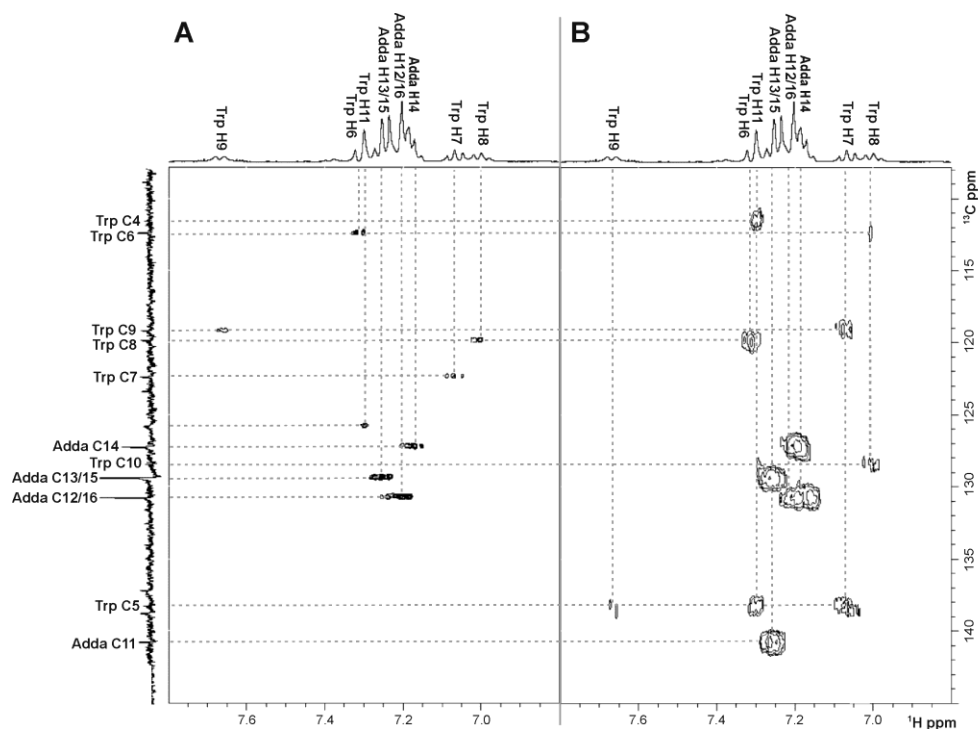 A
B
Trp H9
Trp H6
Trp H11
Adda H13/15
Adda H12/16
Adda H14
Trp H7
Trp H8
Trp H9
Trp H6
Trp H11
Adda H13/15
Adda H12/16
Adda H14
Trp H7
Trp H8
Trp C4
Trp C6
Trp C9
Trp C8
Trp C7
Adda C14
Trp C10
Adda C13/15
Adda C12/16
Trp C5
Adda C11
¹³C ppm
115
120
125
130
135
140
7.6
7.4
7.2
7.0
7.6
7.4
7.2
7.0
¹H ppm